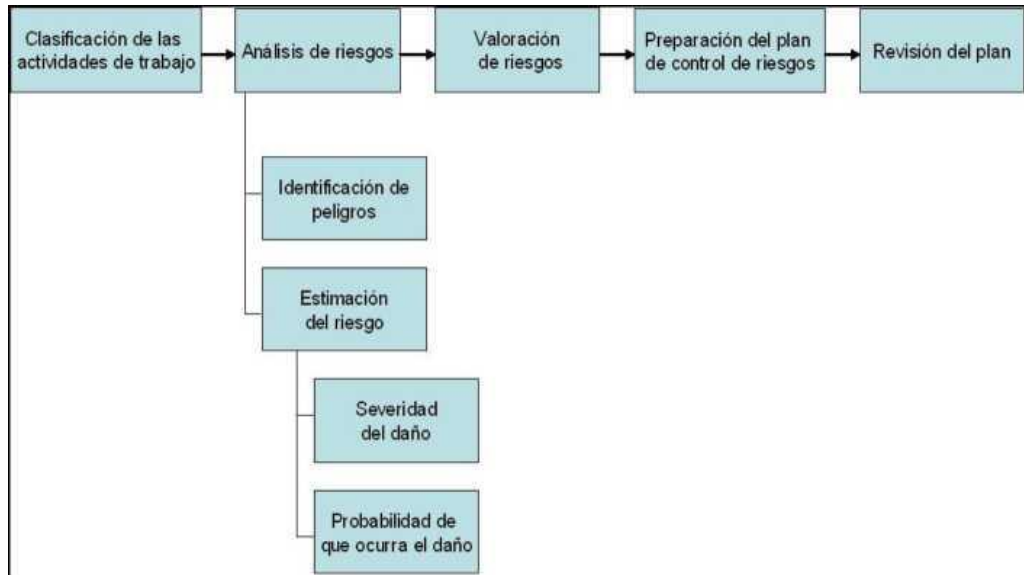 Clasificación de las
actividades de trabajo
Análisis de riesgos
Valoración
de riesgos
Preparación del plan
de control de riesgos
Revisión del plan
Identificación de
peligros
Estimación
del riesgo
Severidad
del daño
Probabilidad de
que ocurra el daño